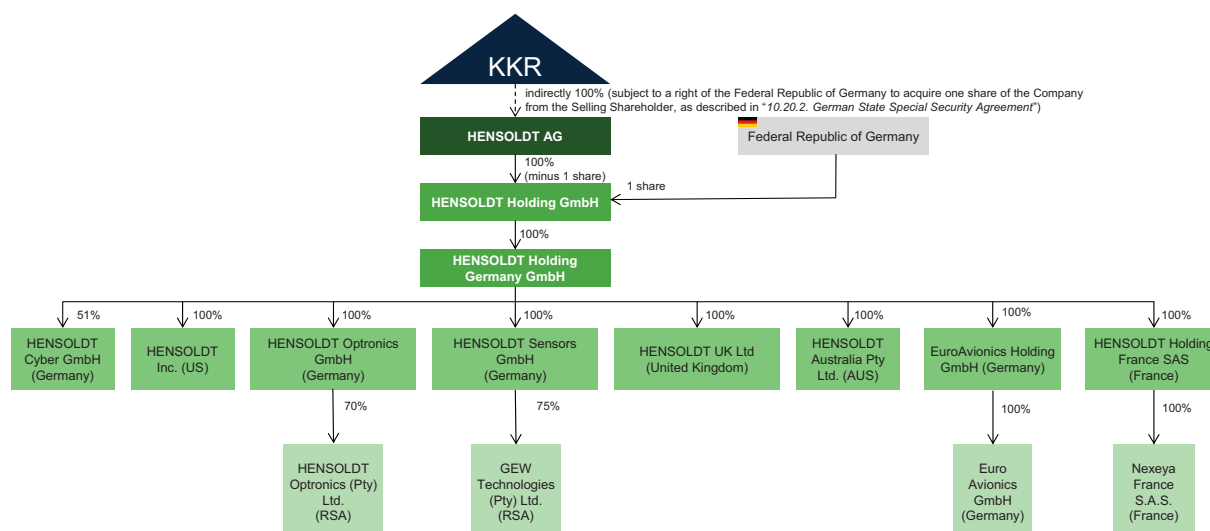 KKR
indirectly 100% (subject to a right of the Federal Republic of Germany to acquire one share of the Company
from the Selling Shareholder, as described in “10.20.2. German State Special Security Agreement”)
HENSOLDT AG
Federal Republic of Germany
100%
(minus 1 share)
1 share
HENSOLDT Holding GmbH
100%
HENSOLDT Holding
Germany GmbH
51%
100%
100%
100%
100%
100%
100%
100%
HENSOLDT
Cyber GmbH
(Germany)
HENSOLDT
Inc. (US)
HENSOLDT Optronics
GmbH
(Germany)
HENSOLDT Sensors
GmbH
(Germany)
HENSOLDT UK Ltd
(United Kingdom)
HENSOLDT
Australia Pty
Ltd. (AUS)
EuroAvionics Holding
GmbH (Germany)
HENSOLDT Holding
France SAS
(France)
70%
75%
100%
100%
HENSOLDT
Optronics (Pty)
Ltd.
(RSA)
GEW
Technologies
(Pty) Ltd.
(RSA)
Euro
Avionics
GmbH
(Germany)
Nexeya
France
S.A.S.
(France)